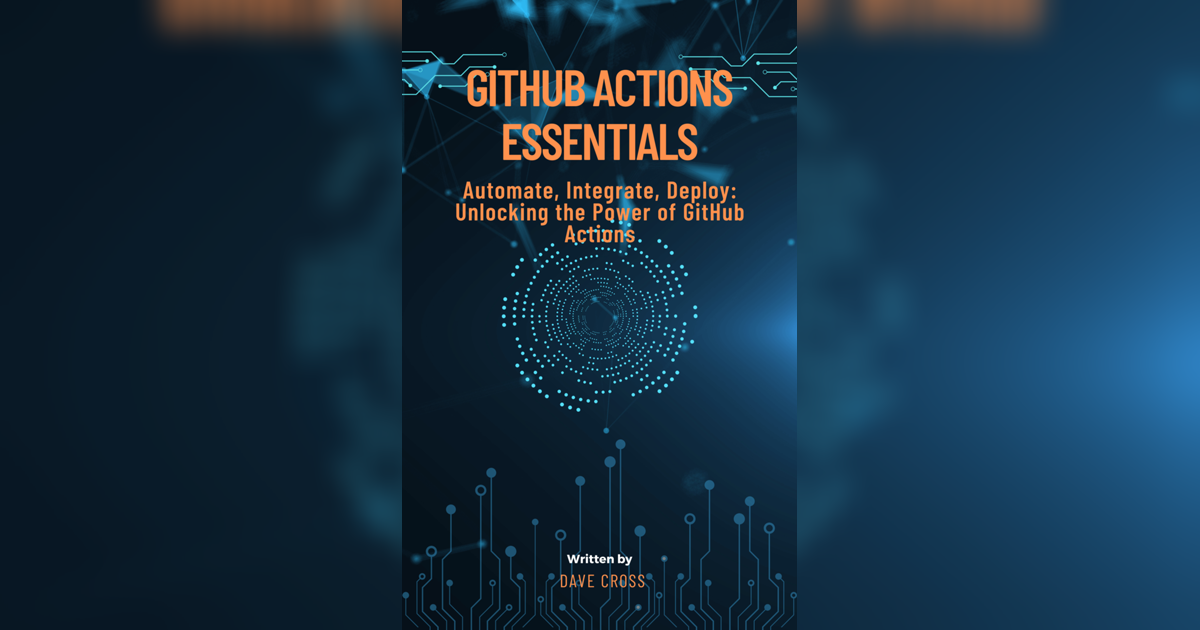 GITHUB ACTIONS
ESSENTIALS
Automate, Integrate, Deploy:
Unlocking the Power of GitHub
Actions
Written by
DAVE CROSS